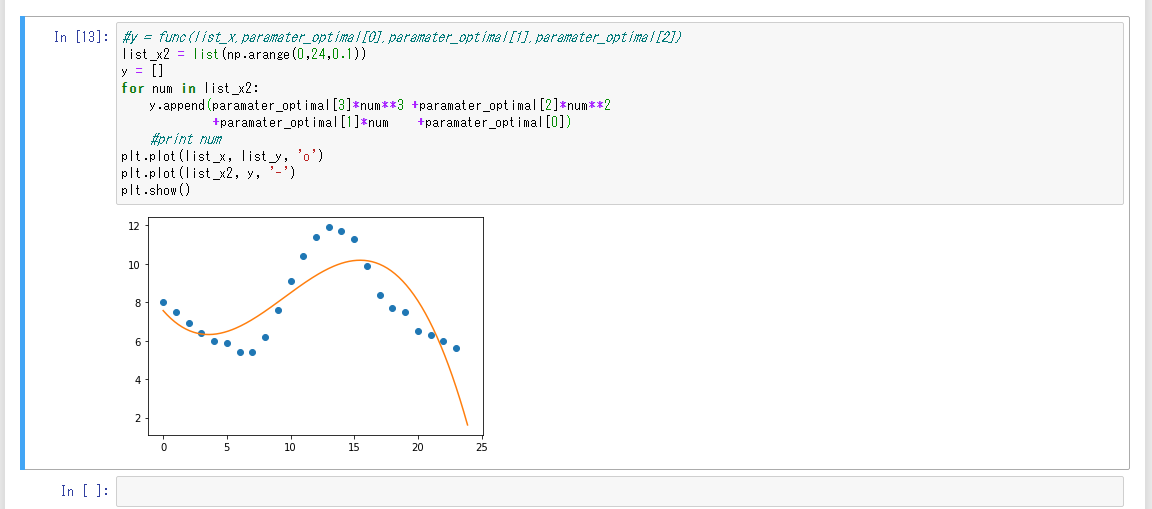 In [13]:
#y = func(list_x,paramater_optimal[0],paramater_optimal[1],paramater_optimal[2])
list_x2 = list(np.arange(0,24,0.1))
y = []
for num in list_x2:
    y.append(paramater_optimal[3]*num**3 +paramater_optimal[2]*num**2
             +paramater_optimal[1]*num    +paramater_optimal[0])
    #print num
plt.plot(list_x, list_y, 'o')
plt.plot(list_x2, y, '-')
plt.show()
12
10
8
6
4
2
0 5 10 15 20 25
In [ ]: